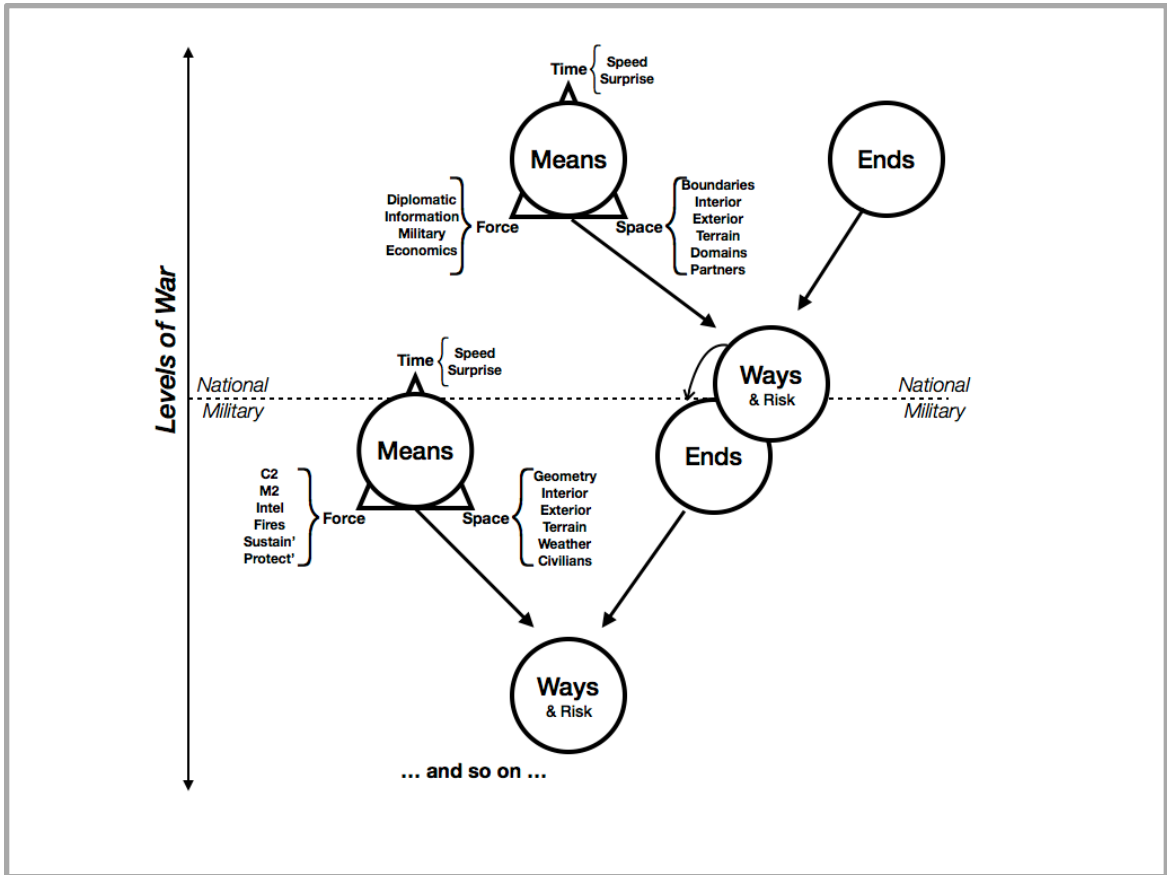 Time
Speed
Surprise
Means
Ends
Diplomatic
Information
Military
Economics
Force
Space
Boundaries
Interior
Exterior
Terrain
Domains
Partners
Levels of War
Time
Speed
Surprise
Ways
& Risk
National
Military
National
Military
Means
Ends
C2
M2
Intel
Fires
Sustain’
Protect’
Force
Space
Geometry
Interior
Exterior
Terrain
Weather
Civilians
Ways
& Risk
... and so on ...